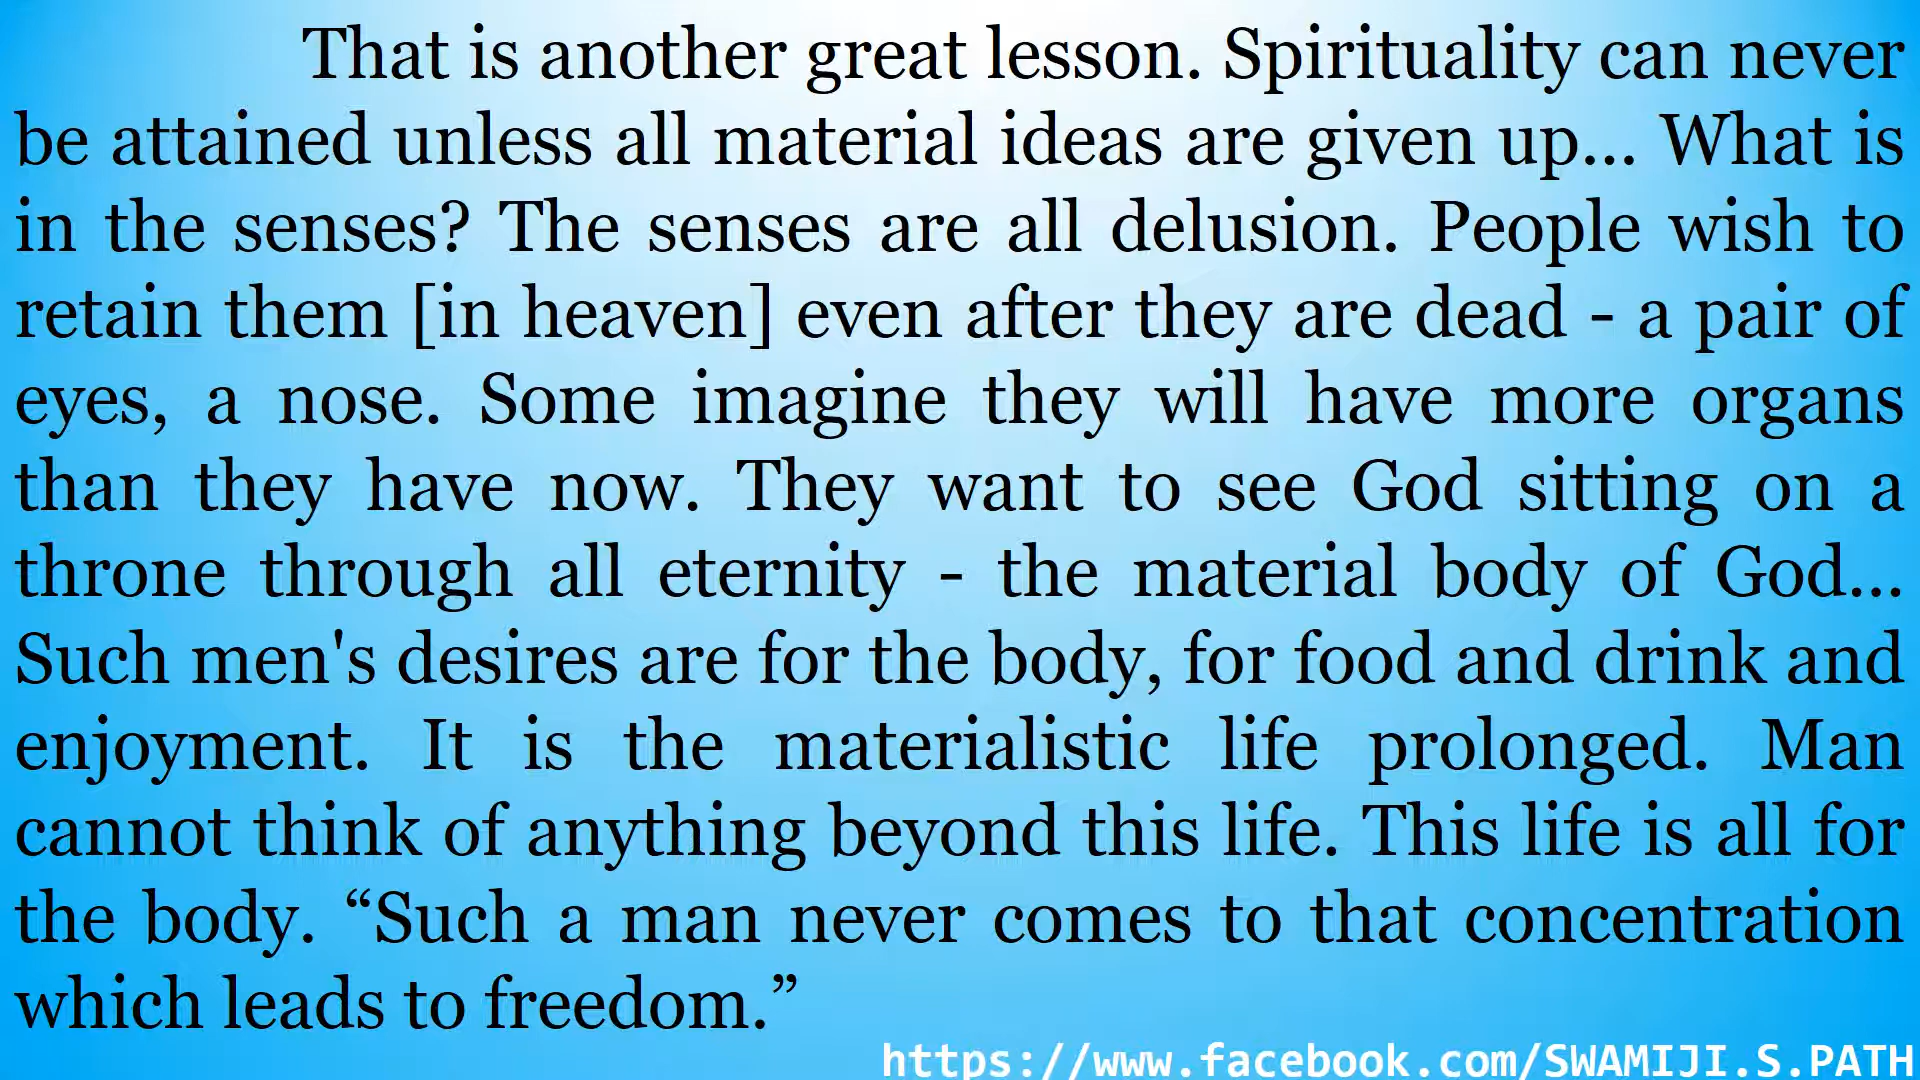 That is another great lesson. Spirituality can never
be attained unless all material ideas are given up... What is
in the senses? The senses are all delusion. People wish to
retain them [in heaven] even after they are dead - a pair of
eyes, a nose. Some imagine they will have more organs
than they have now. They want to see God sitting on a
throne through all eternity - the material body of God...
Such men's desires are for the body, for food and drink and
enjoyment. It is the materialistic life prolonged. Man
cannot think of anything beyond this life. This life is all for
the body. “Such a man never comes to that concentration
which leads to freedom.”
https://www.facebook.com/SWAMIJI.S.PATH